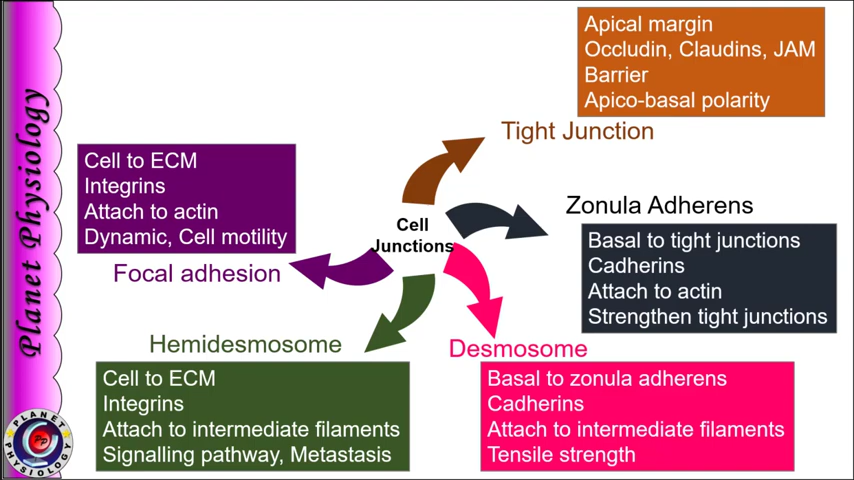 Planet Physiology
Apical margin
Occludin, Claudins, JAM
Barrier
Apico-basal polarity
Tight Junction
Cell to ECM
Integrins
Attach to actin
Dynamic, Cell motility
Focal adhesion
Cell
Junctions
Zonula Adherens
Basal to tight junctions
Cadherins
Attach to actin
Strengthen tight junctions
Hemidesmosome
Cell to ECM
Integrins
Attach to intermediate filaments
Signalling pathway, Metastasis
Desmosome
Basal to zonula adherens
Cadherins
Attach to intermediate filaments
Tensile strength
PLANET
PHYSIOLOGY